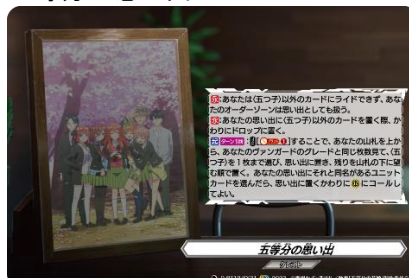 あなたは〈五つ子〉以外のカードにライドできず、あな
たのオーダーゾーンは思い出としても扱う。
あなたの思い出に〈五つ子〉以外のカードを置く際、か
わりにドロップに置く。
ターン1回 することで、あなたの山札を上か
ら、あなたのヴァンガードのグレードと同じ枚数見て、〈五
つ子〉を1枚まで選び、思い出に置き、残りを山札の下に望
む順で置く。あなたの思い出にそれと同名があるユニット
カードを選んだら、思い出に置くかわりに にコールし
てよい。
五等分の思い出